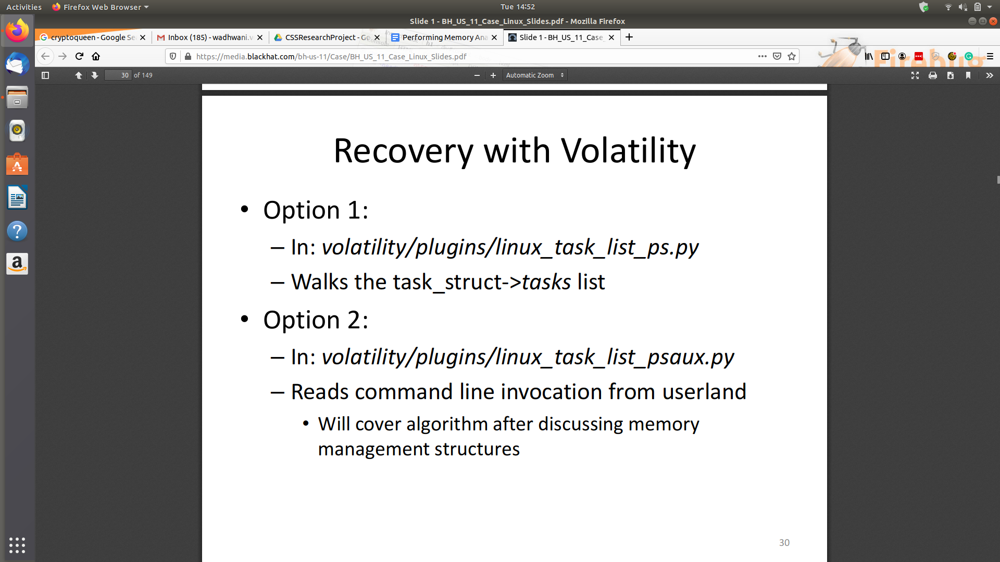 Activities Firefox Web Browser Tue 14:52
Slide 1 - BH_US_11_Case_Linux_Slides.pdf - Mozilla Firefox
cryptoqueen - Google Se Inbox (185) - wadhwani.v CSSResearchProject - Go Performing Memory Ana Slide 1 - BH_US_11_Case_
https://media.blackhat.com/bh-us-11/Case/BH_US_11_Case_Linux_Slides.pdf
Firebug
30 of 149 Automatic Zoom
Recovery with Volatility
• Option 1:
– In: volatility/plugins/linux_task_list_ps.py
– Walks the task_struct->tasks list
• Option 2:
– In: volatility/plugins/linux_task_list_psaux.py
– Reads command line invocation from userland
• Will cover algorithm after discussing memory
management structures
30